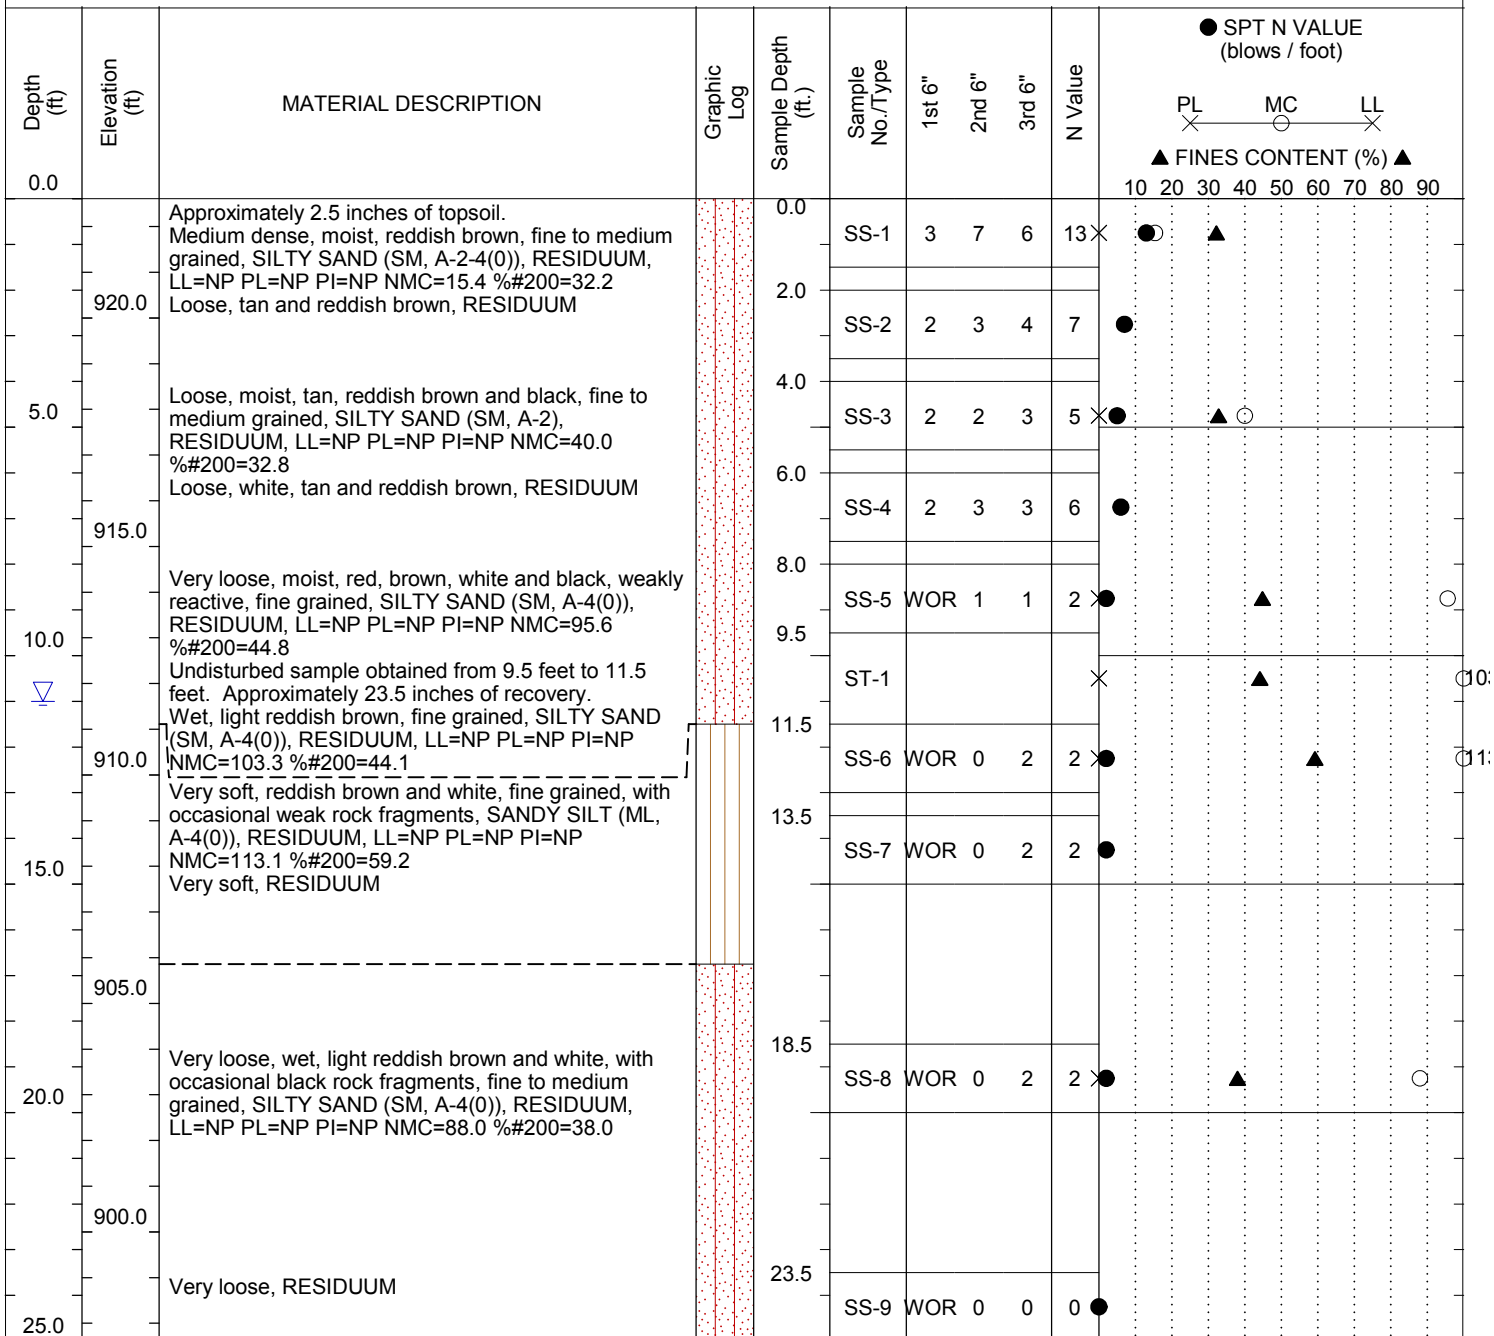 Depth (ft)
Elevation (ft)
MATERIAL DESCRIPTION
Graphic Log
Sample Depth (ft.)
Sample No./Type
1st 6"
2nd 6"
3rd 6"
N Value
● SPT N VALUE
(blows / foot)
PL MC LL
▲ FINES CONTENT (%) ▲
0.0
10 20 30 40 50 60 70 80 90
Approximately 2.5 inches of topsoil.
0.0
Medium dense, moist, reddish brown, fine to medium
SS-1 3 7 6 13
grained, SILTY SAND (SM, A-2-4(0)), RESIDUUM,
LL=NP PL=NP PI=NP NMC=15.4 %#200=32.2
2.0
920.0
Loose, tan and reddish brown, RESIDUUM
SS-2 2 3 4 7
4.0
Loose, moist, tan, reddish brown and black, fine to
5.0
medium grained, SILTY SAND (SM, A-2),
SS-3 2 2 3 5
RESIDUUM, LL=NP PL=NP PI=NP NMC=40.0
%#200=32.8
6.0
Loose, white, tan and reddish brown, RESIDUUM
SS-4 2 3 3 6
915.0
8.0
Very loose, moist, red, brown, white and black, weakly
reactive, fine grained, SILTY SAND (SM, A-4(0)),
SS-5 WOR 1 1 2
RESIDUUM, LL=NP PL=NP PI=NP NMC=95.6
9.5
10.0
%#200=44.8
Undisturbed sample obtained from 9.5 feet to 11.5
ST-1
103
feet. Approximately 23.5 inches of recovery.
Wet, light reddish brown, fine grained, SILTY SAND
11.5
(SM, A-4(0)), RESIDUUM, LL=NP PL=NP PI=NP
910.0
NMC=103.3 %#200=44.1
SS-6 WOR 0 2 2
113
Very soft, reddish brown and white, fine grained, with
occasional weak rock fragments, SANDY SILT (ML,
13.5
A-4(0)), RESIDUUM, LL=NP PL=NP PI=NP
SS-7 WOR 0 2 2
NMC=113.1 %#200=59.2
15.0
Very soft, RESIDUUM
905.0
18.5
Very loose, wet, light reddish brown and white, with
occasional black rock fragments, fine to medium
SS-8 WOR 0 2 2
20.0
grained, SILTY SAND (SM, A-4(0)), RESIDUUM,
LL=NP PL=NP PI=NP NMC=88.0 %#200=38.0
900.0
23.5
Very loose, RESIDUUM
SS-9 WOR 0 0 0
25.0